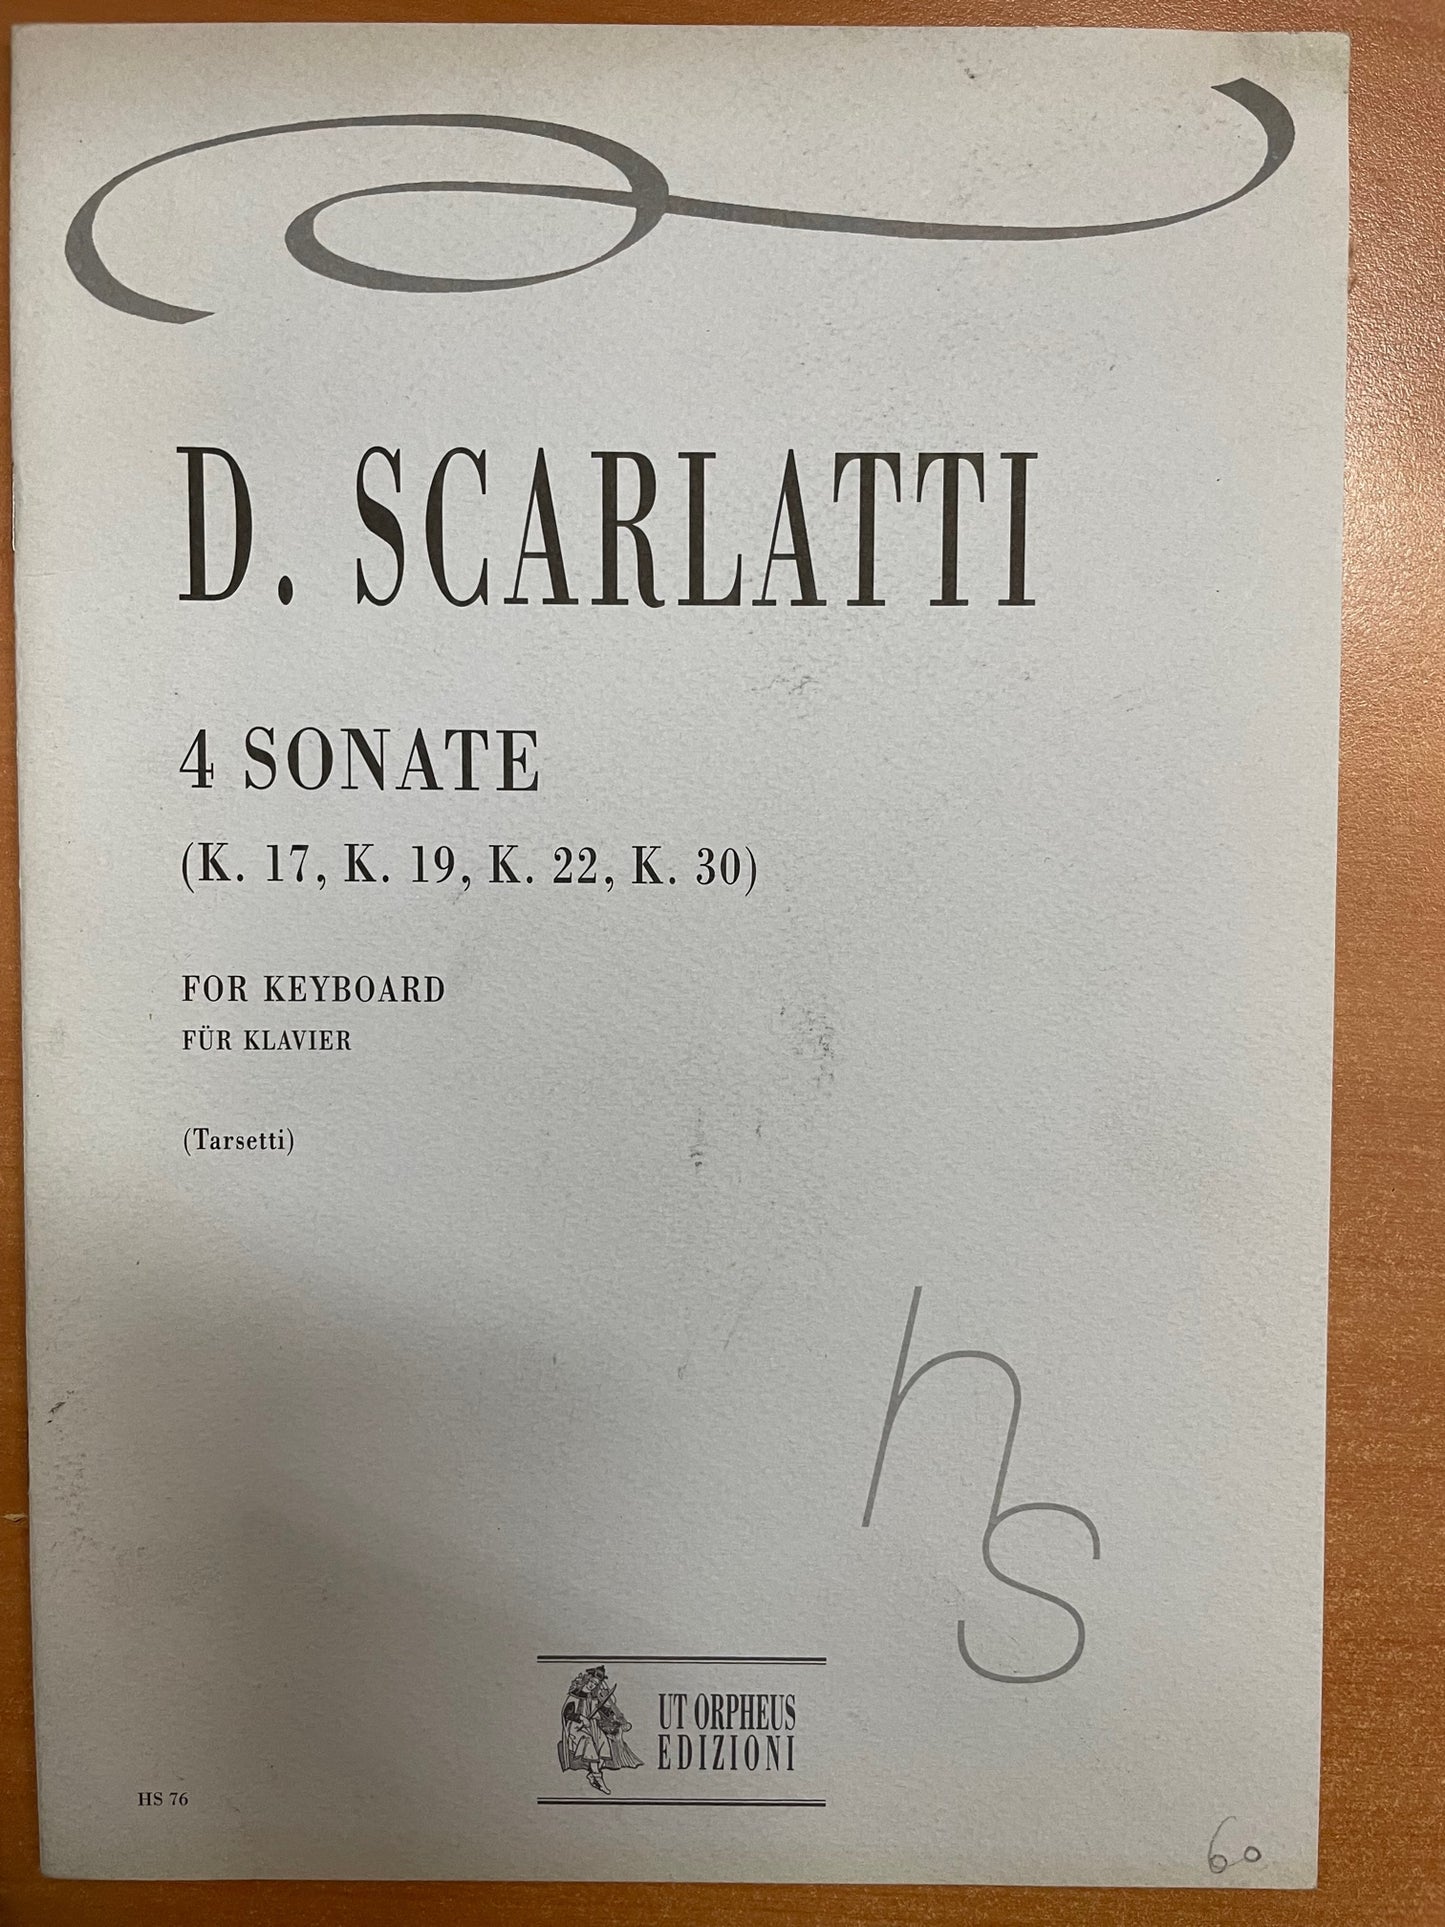 D. SCARLATTI
4 SONATE
(K. 17, K. 19, K. 22, K. 30)
FOR KEYBOARD
FÜR KLAVIER
(Tarsetti)
hs
UT ORPHEUS
EDIZIONI
HS 76
60